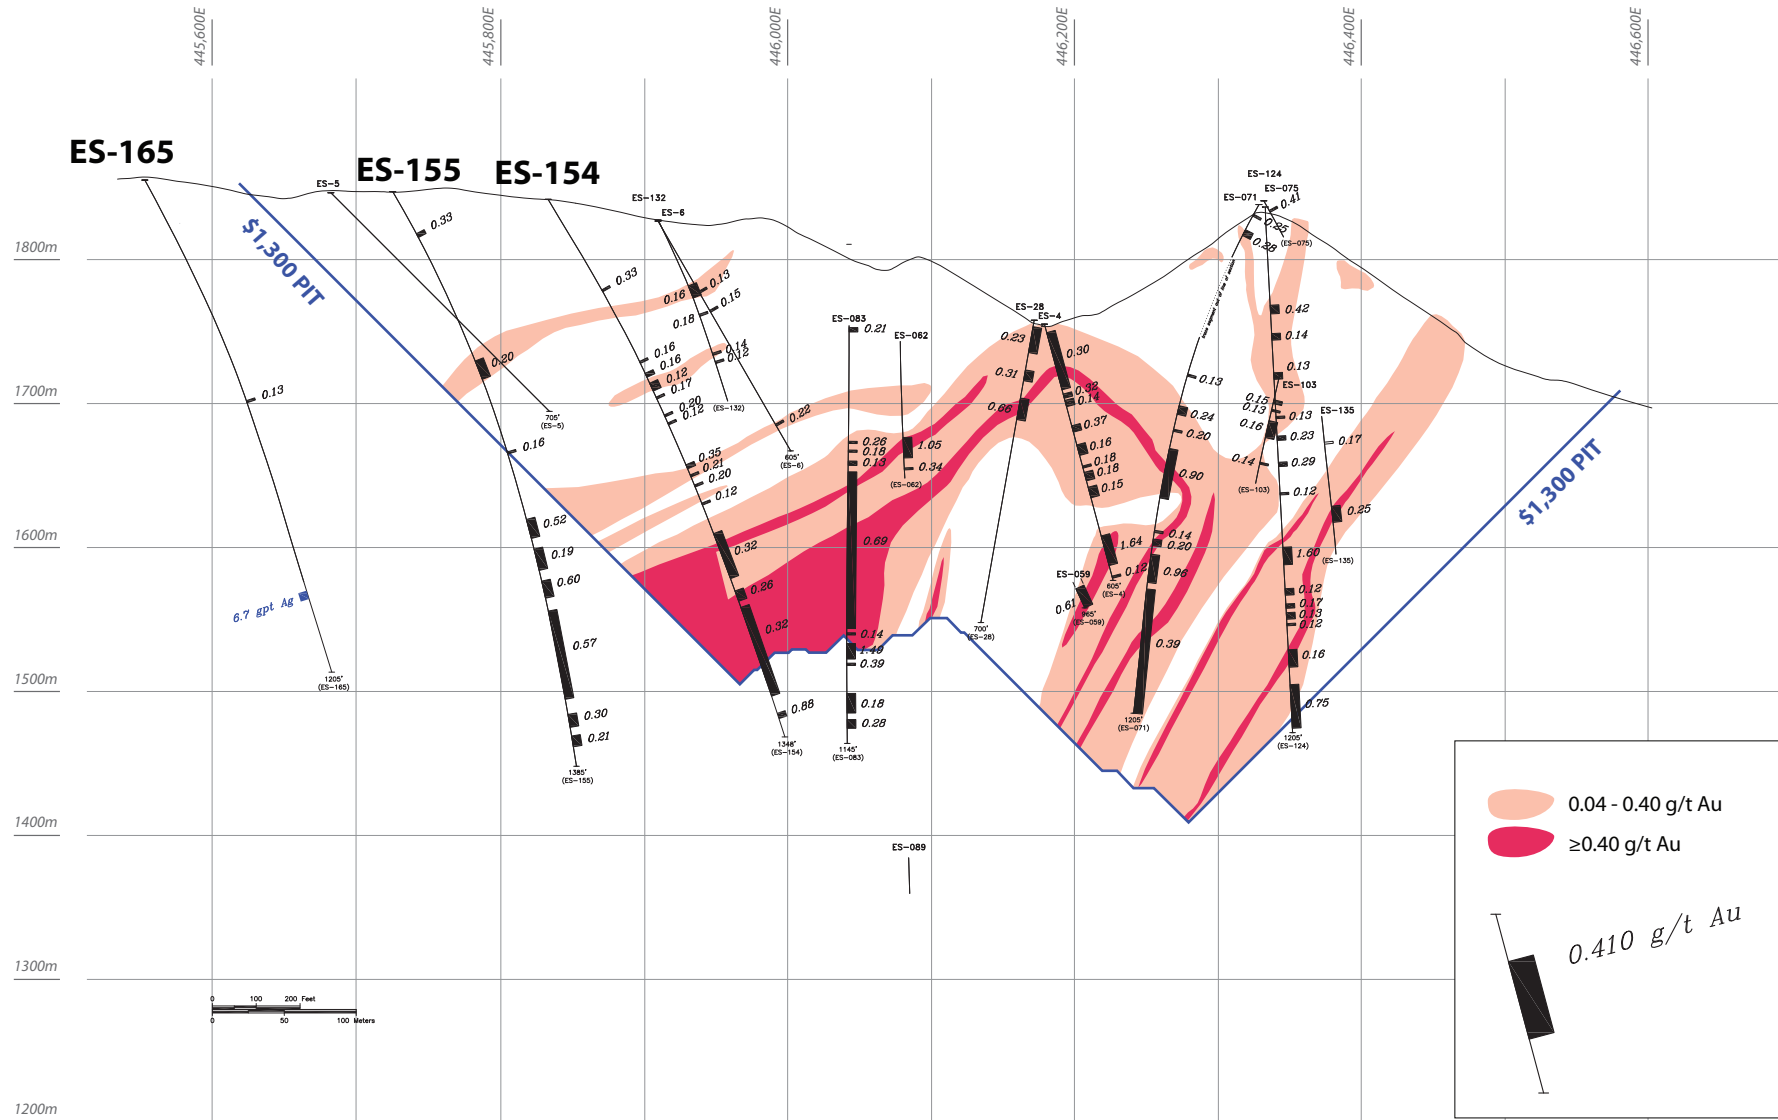 445,600E
445,800E
446,000E
446,200E
446,400E
446,600E
ES-165
ES-155
ES-154
ES-5
ES-132
ES-6
ES-124
ES-075
ES-071
0.41
0.25
0.28
(ES-075)
$1,300 PIT
0.33
1800m
0.33
0.16
0.13
0.15
0.18
ES-083
0.21
ES-062
ES-28
ES-4
0.23
0.30
0.42
0.14
0.14
0.12
0.16
0.16
0.12
0.17
0.20
0.12
(ES-132)
0.20
0.31
0.32
0.14
0.13
0.13
ES-103
1700m
0.13
705'
(ES-5)
0.22
0.66
0.37
0.24
0.20
0.15
0.13
0.13
0.16
0.23
ES-135
0.17
0.16
0.35
0.21
0.20
0.12
605'
(ES-6)
0.26
0.18
0.13
1.05
0.34
(ES-062)
0.16
0.18
0.18
0.15
0.90
0.14
(ES-103)
0.29
0.12
0.25
$1,300 PIT
0.52
0.19
0.60
0.32
0.26
0.32
0.69
1600m
1.64
0.12
605'
(ES-4)
0.14
0.20
0.96
1.60
(ES-135)
6.7 gpt Ag
ES-059
0.61
965'
(ES-059)
0.12
0.17
0.13
0.12
0.57
0.14
1.49
0.39
700'
(ES-28)
0.39
0.16
1205'
(ES-165)
1500m
0.30
0.21
0.88
0.18
0.28
0.75
1385'
(ES-155)
1348'
(ES-154)
1145'
(ES-083)
1205'
(ES-071)
1205'
(ES-124)
1400m
ES-089
0.04 - 0.40 g/t Au
≥0.40 g/t Au
0.410 g/t Au
1300m
0 100 200 Feet
0 50 100 Meters
1200m